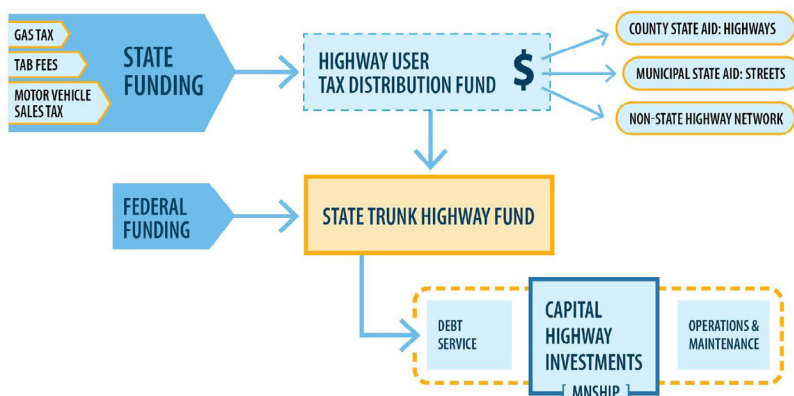 GAS TAX
TAB FEES
MOTOR VEHICLE
SALES TAX
STATE
FUNDING
HIGHWAY USER
TAX DISTRIBUTION FUND
$
COUNTY STATE AID: HIGHWAYS
MUNICIPAL STATE AID: STREETS
NON-STATE HIGHWAY NETWORK
FEDERAL
FUNDING
STATE TRUNK HIGHWAY FUND
DEBT
SERVICE
CAPITAL
HIGHWAY
INVESTMENTS
[ MNSHIP ]
OPERATIONS &
MAINTENANCE